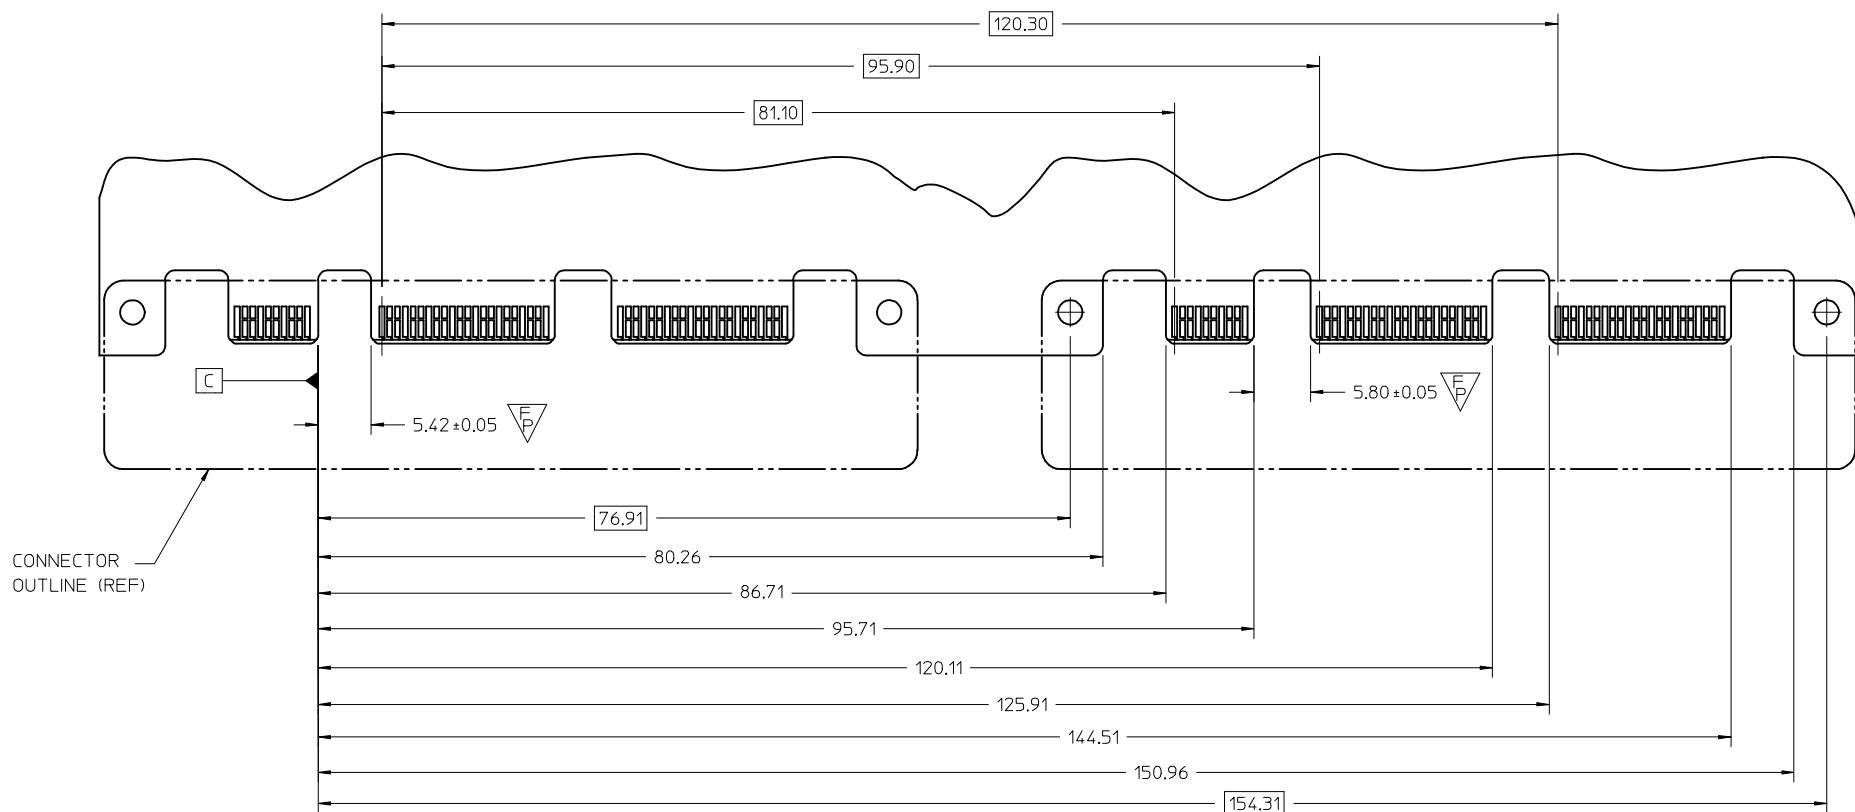 120.30
95.90
81.10
C
5.42±0.05
F
P
5.80±0.05
F
P
76.91
CONNECTOR
OUTLINE (REF)
80.26
86.71
95.71
120.11
125.91
144.51
150.96
154.31